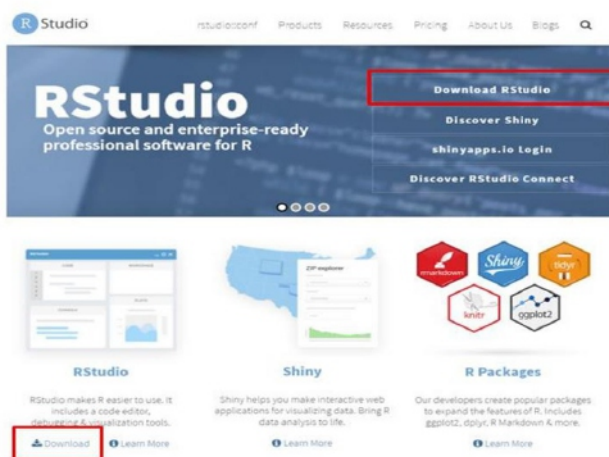 R Studio
rstudio::conf Products Resources Pricing About Us Blogs
RStudio
Open source and enterprise-ready
professional software for R
Download RStudio
Discover Shiny
shinyapps.io Login
Discover RStudio Connect
ZIP explorer
rmarkdown
Shiny
tidyr
knitr
ggplot2
RStudio
RStudio makes R easier to use. It
includes a code editor,
debugging & visualization tools.
Download Learn More
Shiny
Shiny helps you make interactive web
applications for visualizing data. Bring R
data analysis to life.
Learn More
R Packages
Our developers create popular packages
to expand the features of R. Includes
ggplot2, dplyr, R Markdown & more.
Learn More